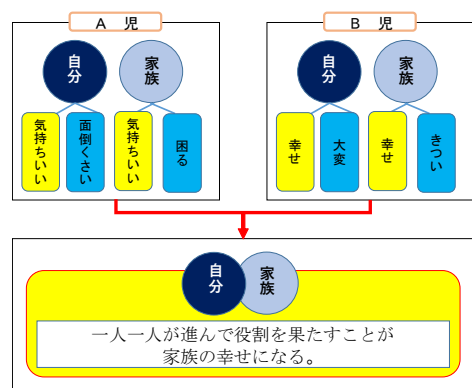 A 児
自分
家族
気持ちいい
面倒くさい
気持ちいい
困る
B 児
自分
家族
幸せ
大変
幸せ
きつい
自分
家族
一人一人が進んで役割を果たすことが
家族の幸せになる。